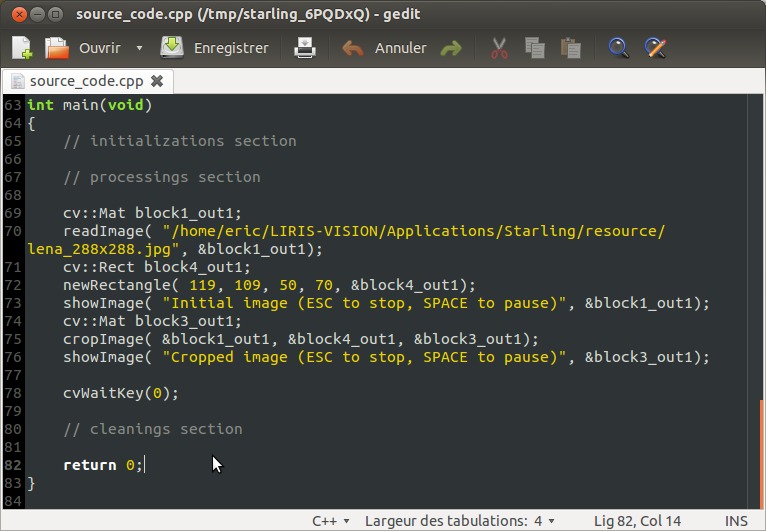 source_code.cpp (/tmp/starling_6PQDxQ) - gedit
Ouvrir Enregistrer Annuler
source_code.cpp
63 int main(void)
64 {
65     // initializations section
66
67     // processings section
68
69     cv::Mat block1_out1;
70     readImage( "/home/eric/LIRIS-VISION/Applications/Starling/resource/
lena_288x288.jpg", &block1_out1);
71     cv::Rect block4_out1;
72     newRectangle( 119, 109, 50, 70, &block4_out1);
73     showImage( "Initial image (ESC to stop, SPACE to pause)", &block1_out1);
74     cv::Mat block3_out1;
75     cropImage( &block1_out1, &block4_out1, &block3_out1);
76     showImage( "Cropped image (ESC to stop, SPACE to pause)", &block3_out1);
77
78     cvWaitKey(0);
79
80     // cleanings section
81
82     return 0;
83 }
84
C++ Largeur des tabulations: 4 Lig 82, Col 14 INS